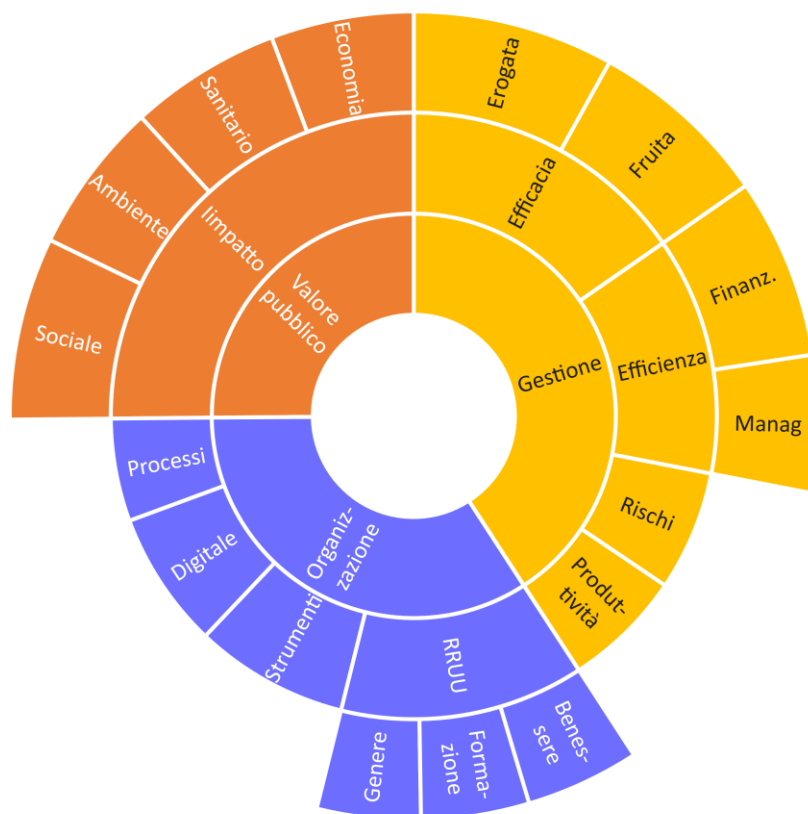 Economia
Sanitario
Ambiente
Sociale
Iimpatto
Valore
pubblico
Erogata
Fruita
Efficacia
Finanz.
Manag
Efficienza
Gestione
Rischi
Produt-
tività
Organiz-
zazione
Processi
Digitale
Strumenti
RRUU
Genere
Forma-
zione
Benes-
sere